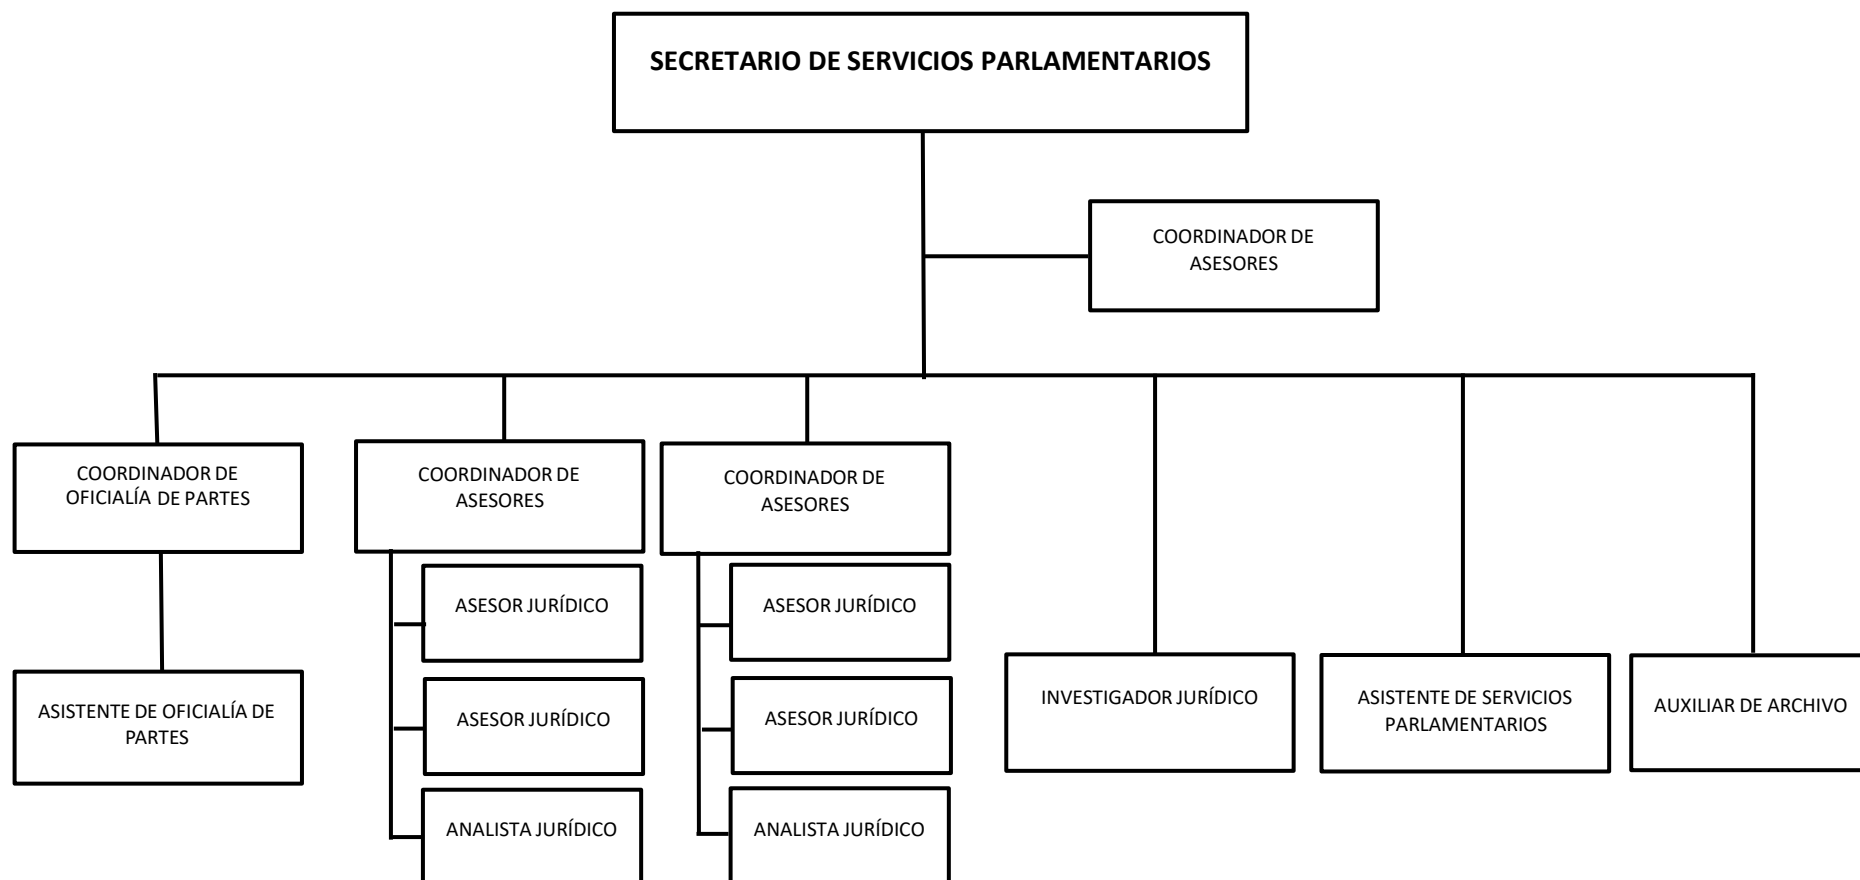 SECRETARIO DE SERVICIOS PARLAMENTARIOS
COORDINADOR DE
ASESORES
COORDINADOR DE
OFICIALÍA DE PARTES
COORDINADOR DE
ASESORES
COORDINADOR DE
ASESORES
ASESOR JURÍDICO
ASESOR JURÍDICO
ASISTENTE DE OFICIALÍA DE
PARTES
ASESOR JURÍDICO
ASESOR JURÍDICO
INVESTIGADOR JURÍDICO
ASISTENTE DE SERVICIOS
PARLAMENTARIOS
AUXILIAR DE ARCHIVO
ANALISTA JURÍDICO
ANALISTA JURÍDICO